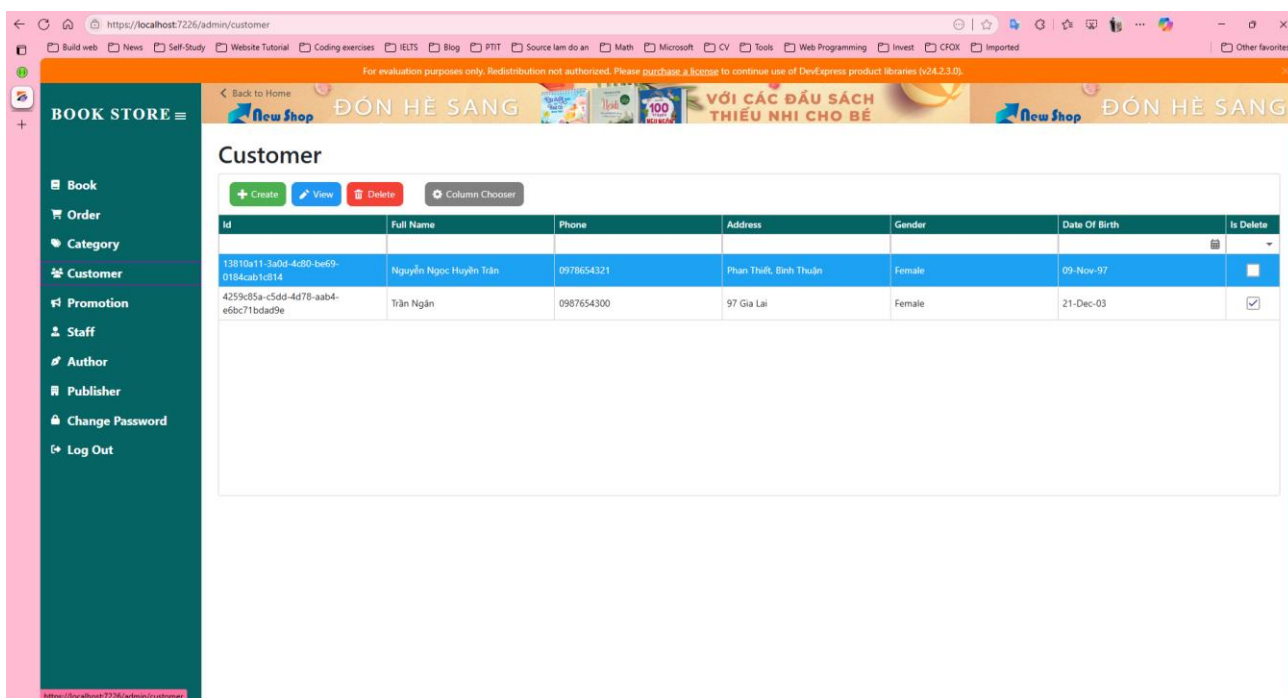 https://localhost:7226/admin/customer
Build web News Self-Study Website Tutorial Coding exercises IELTS Blog PTIT Source lam do an Math Microsoft CV Tools Web Programming Invest CFOX Imported Other favorites
For evaluation purposes only. Redistribution not authorized. Please purchase a license to continue use of DevExpress product libraries (v24.2.3.0).
BOOK STORE
Back to Home
New Shop ĐÓN HÈ SANG 100 VỚI CÁC ĐẦU SÁCH THIẾU NHI CHO BÉ New Shop ĐÓN HÈ SANG
Customer
Create View Delete Column Chooser
Id Full Name Phone Address Gender Date Of Birth Is Delete
13810a11-3a0d-4c80-be69-0184cab1c814 Nguyễn Ngọc Huyền Trân 0978654321 Phan Thiết, Bình Thuận Female 09-Nov-97
4259c85a-c5dd-4d78-aab4-e6bc71bdad9e Trần Ngân 0987654300 97 Gia Lai Female 21-Dec-03
Book
Order
Category
Customer
Promotion
Staff
Author
Publisher
Change Password
Log Out
https://localhost:7226/admin/customer